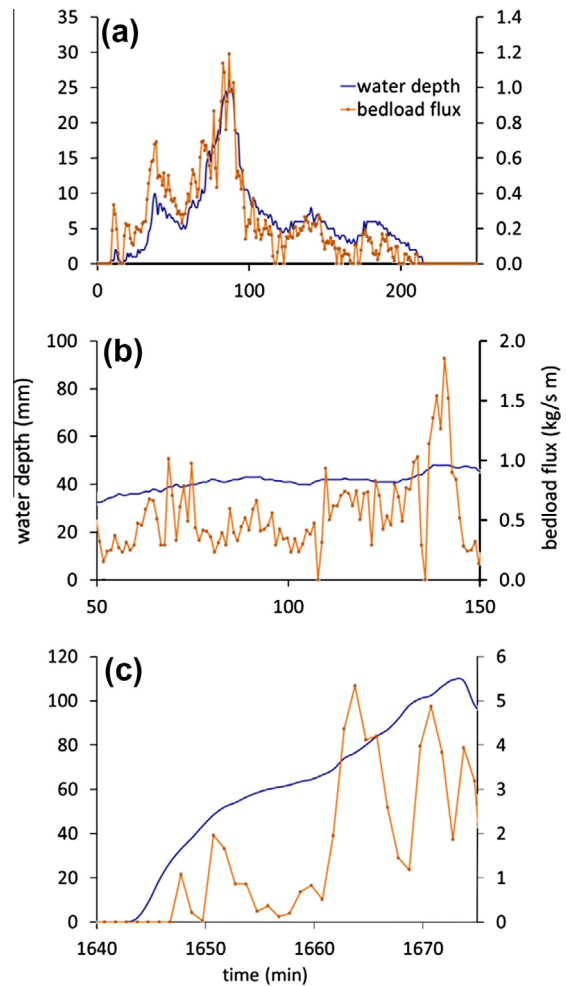 (a)
35 1.4
30 1.2
25 1.0
20 0.8
15 0.6
10 0.4
5 0.2
0 0.0
water depth
bedload flux
0 100 200
(b)
100 2.0
80 1.5
60
1.0
40
20 0.5
0 0.0
50 100 150
water depth (mm)
bedload flux (kg/s m)
(c)
120 6
100 5
80 4
60 3
40 2
20 1
0 0
1640 1650 1660 1670
time (min)